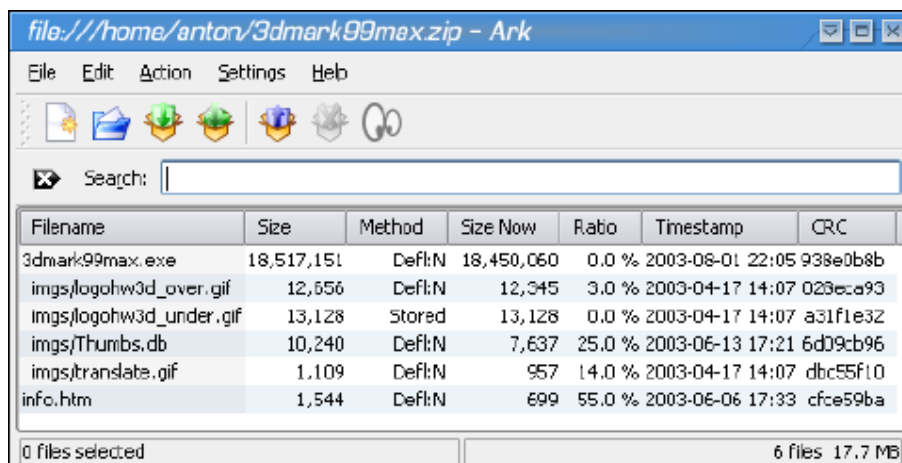 file:///home/anton/3dmark99max.zip – Ark
File Edit Action Settings Help
Search:
Filename Size Method Size Now Ratio Timestamp CRC
3dmark99max.exe 18,517,151 Defl:N 18,450,060 0.0 % 2003-08-01 22:05 938e0b8b
imgs/logohw3d_over.gif 12,656 Defl:N 12,345 3.0 % 2003-04-17 14:07 028eca93
imgs/logohw3d_under.gif 13,128 Stored 13,128 0.0 % 2003-04-17 14:07 a31f1e32
imgs/Thumbs.db 10,240 Defl:N 7,637 25.0 % 2003-06-13 17:21 6d09cb96
imgs/translate.gif 1,109 Defl:N 957 14.0 % 2003-04-17 14:07 dbc55f10
info.htm 1,544 Defl:N 699 55.0 % 2003-06-06 17:33 cfce59ba
0 files selected 6 files 17.7 MB